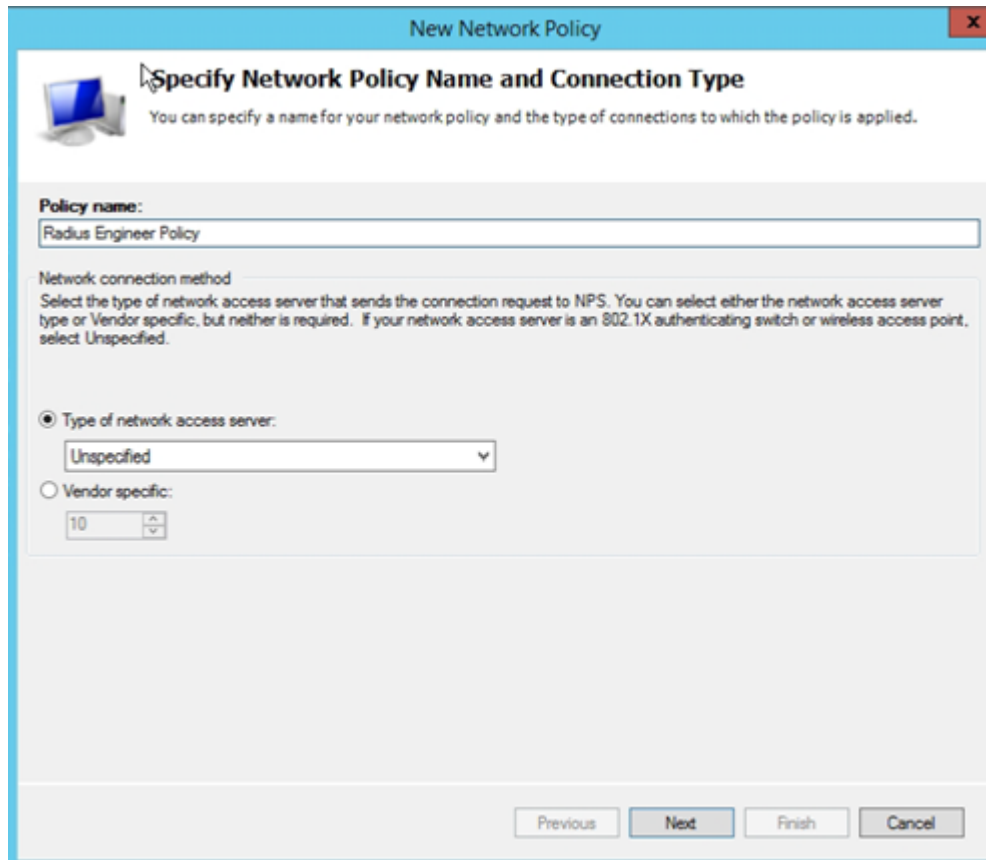 New Network Policy
x
Specify Network Policy Name and Connection Type
You can specify a name for your network policy and the type of connections to which the policy is applied.
Policy name:
Radius Engineer Policy
Network connection method
Select the type of network access server that sends the connection request to NPS. You can select either the network access server
type or Vendor specific, but neither is required. If your network access server is an 802.1X authenticating switch or wireless access point,
select Unspecified.
Type of network access server:
Unspecified
Vendor specific:
10
Previous Next Finish Cancel